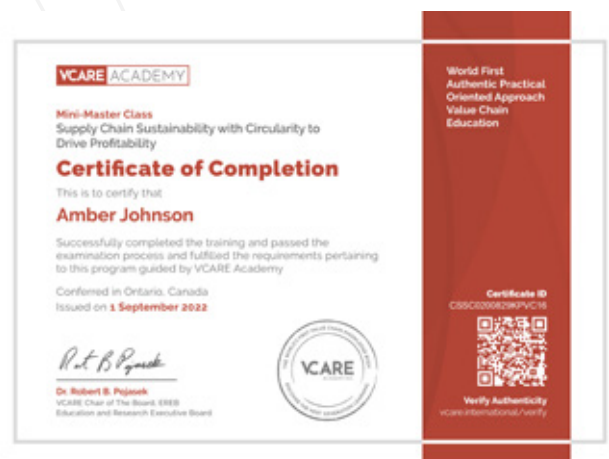 VCARE ACADEMY
Mini-Master Class
Supply Chain Sustainability with Circularity to
Drive Profitability
Certificate of Completion
This is to certify that
Amber Johnson
Successfully completed the training and passed the
examination process and fulfilled the requirements pertaining
to this program guided by VCARE Academy
Conferred in Ontario, Canada
Issued on 1 September 2022
Dr. Robert B. Pojasek
VCARE Chair of The Board, EREB
Education and Research Executive Board
VCARE
World First
Authentic Practical
Oriented Approach
Value Chain
Education
Certificate ID
Verify Authenticity
vcare.international/verify